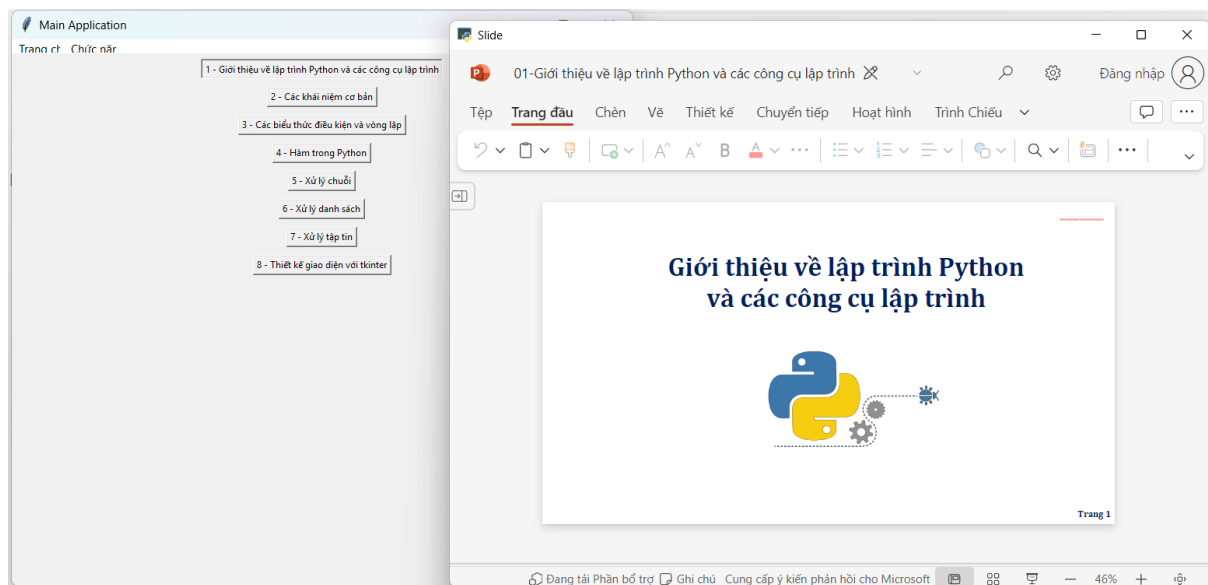 Main Application
Trang ch Chức năr
1 - Giới thiệu về lập trình Python và các công cụ lập trình
2 - Các khái niệm cơ bản
3 - Các biểu thức điều kiện và vòng lặp
4 - Hàm trong Python
5 - Xử lý chuỗi
6 - Xử lý danh sách
7 - Xử lý tập tin
8 - Thiết kế giao diện với tkinter
Slide
P 01-Giới thiệu về lập trình Python và các công cụ lập trình Đăng nhập
Tệp Trang đầu Chèn Vẽ Thiết kế Chuyển tiếp Hoạt hình Trình Chiếu
A A B A
Giới thiệu về lập trình Python
và các công cụ lập trình
Trang 1
Đang tải Phần bổ trợ Ghi chú Cung cấp ý kiến phản hồi cho Microsoft 46%